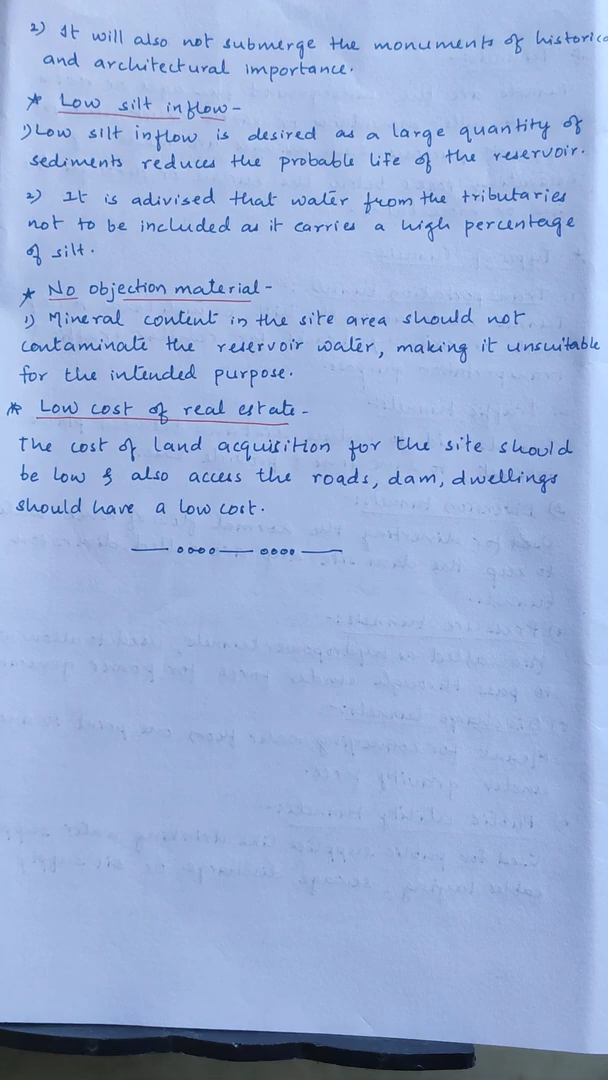 2) It will also not submerge the monuments of historica
and architectural importance.
* Low silt inflow -
1) Low silt inflow is desired as a large quantity of
sediments reduces the probable life of the reservoir.
2) It is adivised that water from the tributaries
not to be included as it carries a high percentage
of silt.
* No objection material -
1) Mineral content in the site area should not
contaminate the reservoir water, making it unsuitable
for the intended purpose.
* Low cost of real estate -
The cost of land acquisition for the site should
be low & also access the roads, dam, dwellings
should have a low cost.